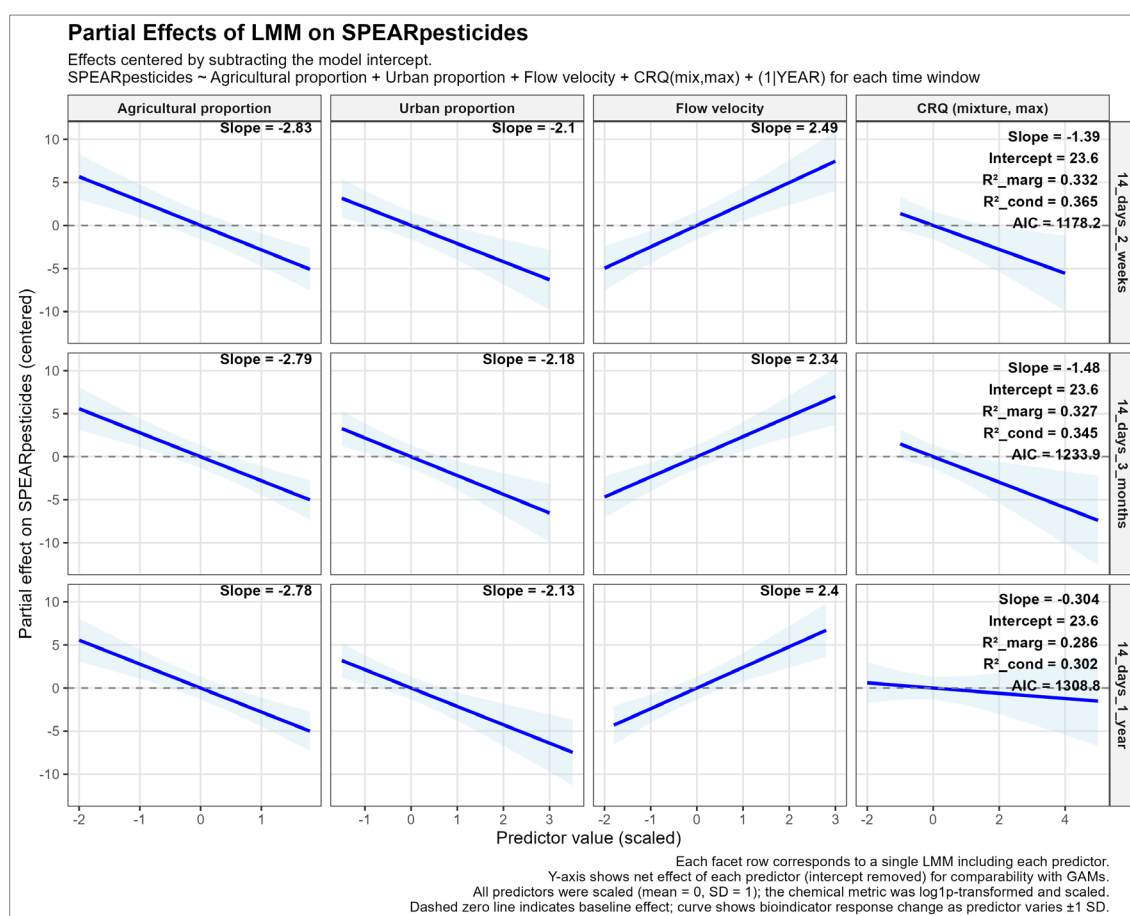 Partial Effects of LMM on SPEARpesticides
Effects centered by subtracting the model intercept.
SPEARpesticides ~ Agricultural proportion + Urban proportion + Flow velocity + CRQ(mix,max) + (1|YEAR) for each time window
Agricultural proportion
Urban proportion
Flow velocity
CRQ (mixture, max)
Partial effect on SPEARpesticides (centered)
10
5
0
-5
-10
Slope = -2.83
Slope = -2.1
Slope = 2.49
Slope = -1.39
Intercept = 23.6
R²_marg = 0.332
R²_cond = 0.365
AIC = 1178.2
14_days_2_weeks
10
5
0
-5
-10
Slope = -2.79
Slope = -2.18
Slope = 2.34
Slope = -1.48
Intercept = 23.6
R²_marg = 0.327
R²_cond = 0.345
AIC = 1233.9
14_days_3_months
10
5
0
-5
-10
Slope = -2.78
Slope = -2.13
Slope = 2.4
Slope = -0.304
Intercept = 23.6
R²_marg = 0.286
R²_cond = 0.302
AIC = 1308.8
14_days_1_year
-2 -1 0 1
-1 0 1 2 3
-2 -1 0 1 2 3
-2 0 2 4
Predictor value (scaled)
Each facet row corresponds to a single LMM including each predictor.
Y-axis shows net effect of each predictor (intercept removed) for comparability with GAMs.
All predictors were scaled (mean = 0, SD = 1); the chemical metric was log1p-transformed and scaled.
Dashed zero line indicates baseline effect; curve shows bioindicator response change as predictor varies ±1 SD.